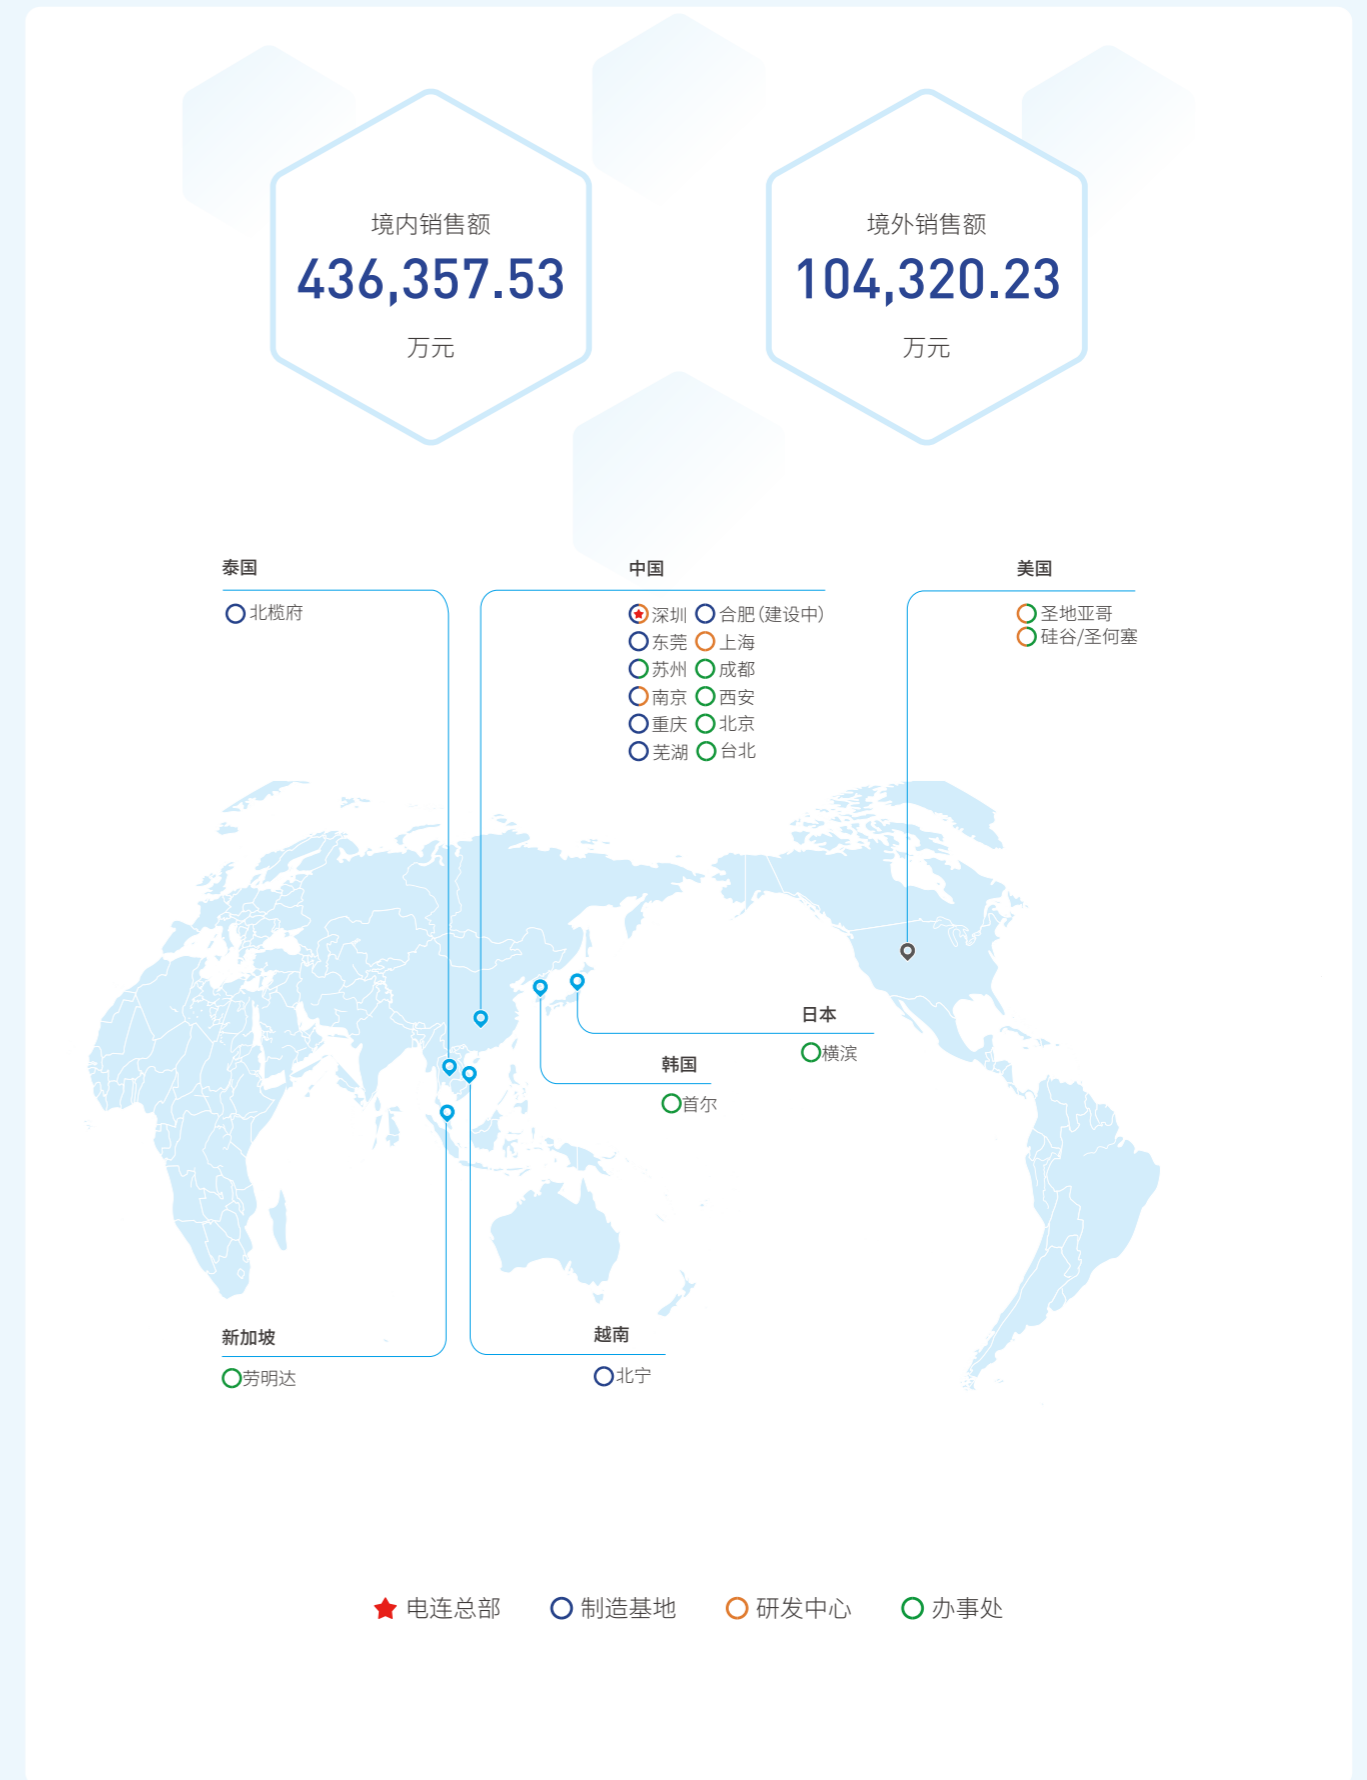 境内销售额
436,357.53
万元
境外销售额
104,320.23
万元
泰国
北榄府
中国
深圳 合肥(建设中)
东莞 上海
苏州 成都
南京 西安
重庆 北京
芜湖 台北
美国
圣地亚哥
硅谷/圣何塞
日本
横滨
韩国
首尔
新加坡
劳明达
越南
北宁
电连总部 制造基地 研发中心 办事处